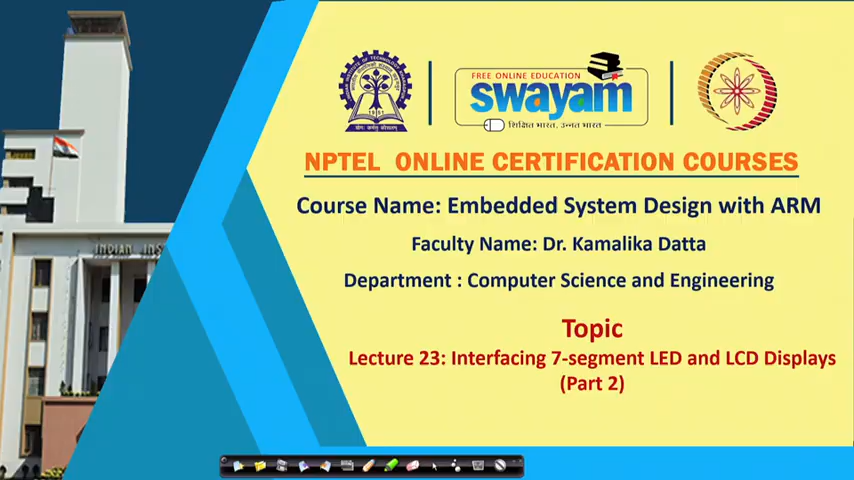 INDIAN INS
FREE ONLINE EDUCATION
swayam
शिक्षित भारत, उन्नत भारत
NPTEL ONLINE CERTIFICATION COURSES
Course Name: Embedded System Design with ARM
Faculty Name: Dr. Kamalika Datta
Department : Computer Science and Engineering
Topic
Lecture 23: Interfacing 7-segment LED and LCD Displays
(Part 2)